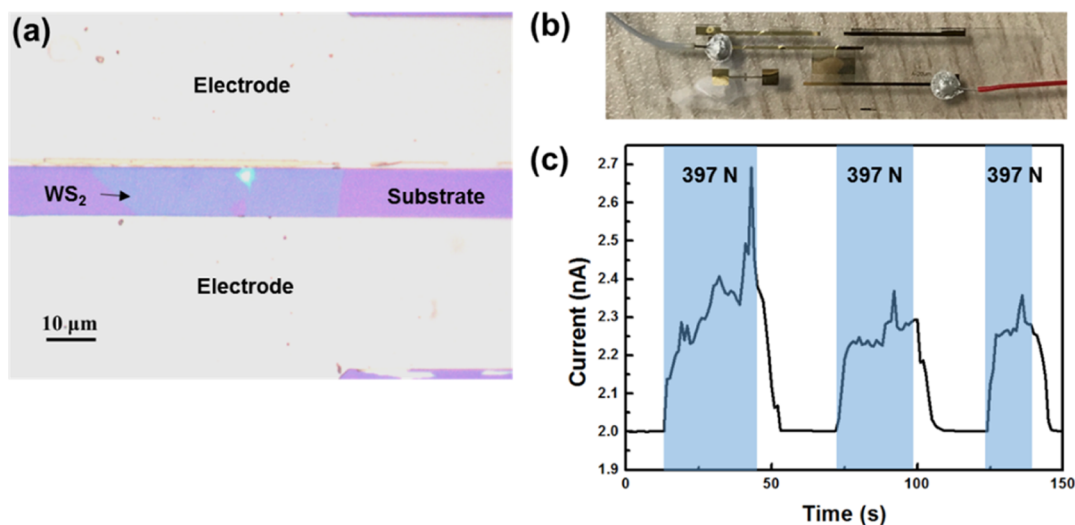 (a)
Electrode
WS₂
Substrate
Electrode
10 µm
(b)
(c)
397 N
397 N
397 N
2.7
2.6
2.5
2.4
2.3
2.2
2.1
2.0
1.9
Current (nA)
0
50
100
150
Time (s)